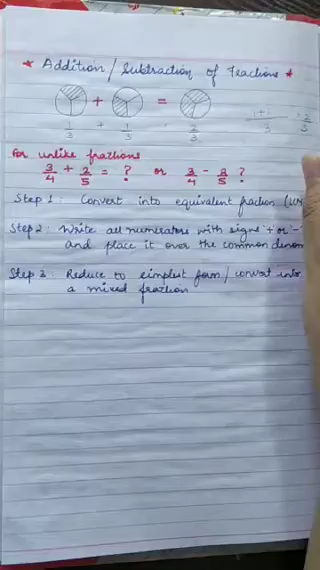 * Addition/Subtraction of Fractions *
+ =
1/3 + 1/3 2/3 1+1/3 = 2/3
For unlike fractions
3/4 + 2/5 = ? or 3/4 - 2/5 ?
Step 1: Convert into equivalent fraction (LCM
Step 2: Write all numerators with signs '+' or '-'
and place it over the common denom
Step 3: Reduce to simplest form/convert into
a mixed fraction